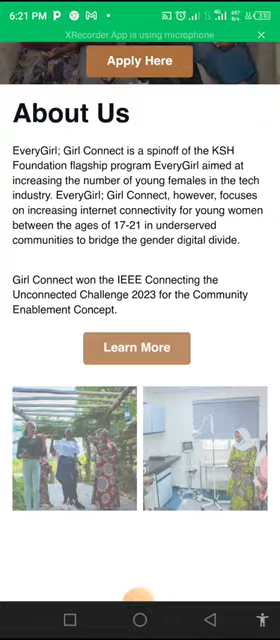 6:21 PM
XRecorder App is using microphone
Apply Here
About Us
EveryGirl; Girl Connect is a spinoff of the KSH
Foundation flagship program EveryGirl aimed at
increasing the number of young females in the tech
industry. EveryGirl; Girl Connect, however, focuses
on increasing internet connectivity for young women
between the ages of 17-21 in underserved
communities to bridge the gender digital divide.
Girl Connect won the IEEE Connecting the
Unconnected Challenge 2023 for the Community
Enablement Concept.
Learn More